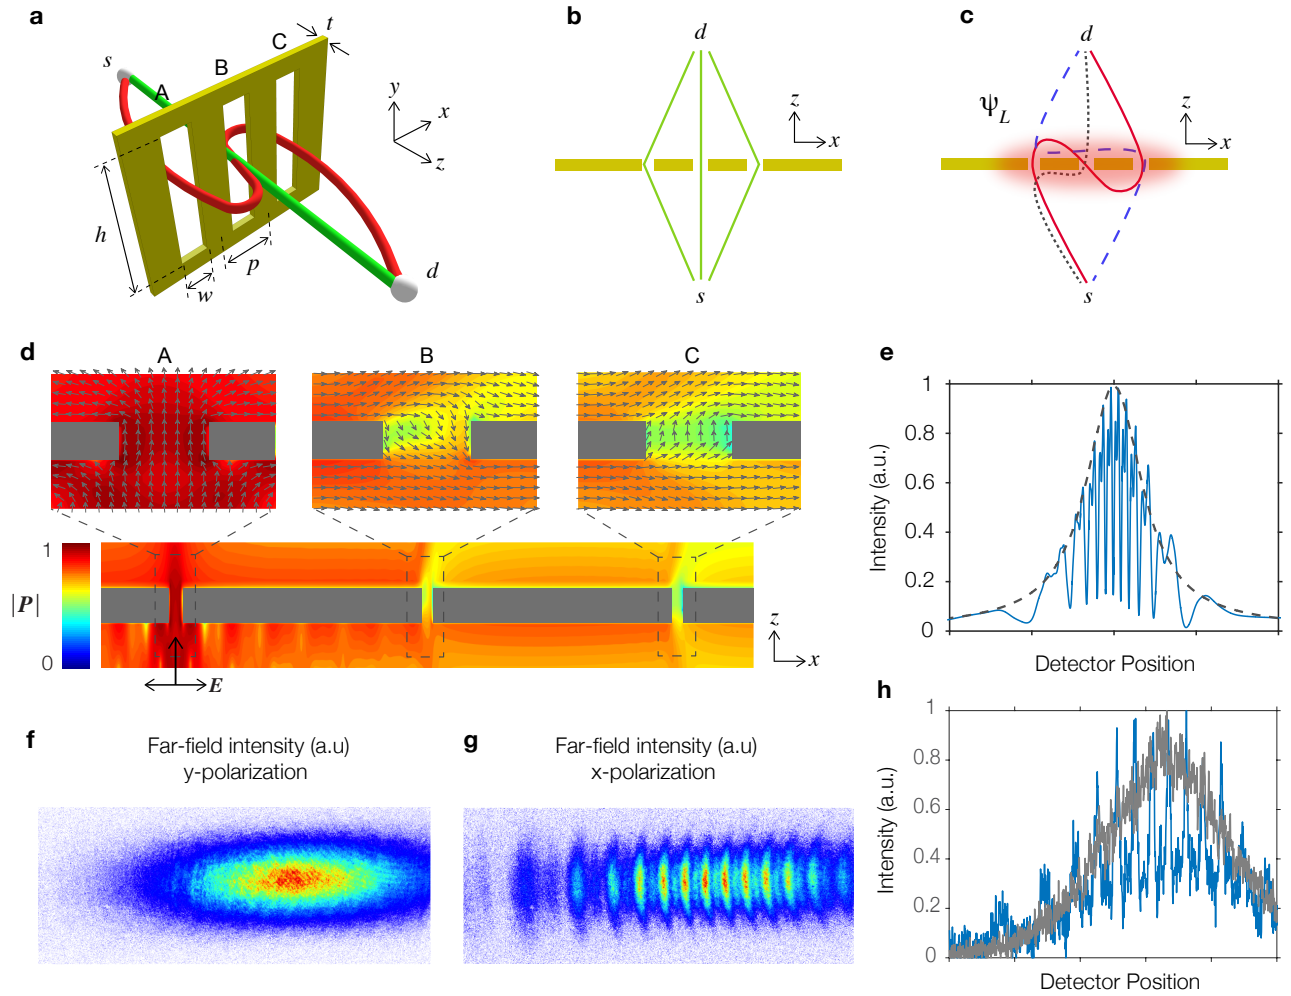 a
s
A
B
C
t
y
x
z
h
w
p
d
b
d
z
x
s
c
d
ψL
z
x
s
d
A
B
C
1
|P|
0
E
z
x
e
1
0.8
0.6
0.4
0.2
0
Intensity (a.u.)
Detector Position
f
Far-field intensity (a.u)
y-polarization
g
Far-field intensity (a.u)
x-polarization
h
1
0.8
0.6
0.4
0.2
0
Intensity (a.u.)
Detector Position